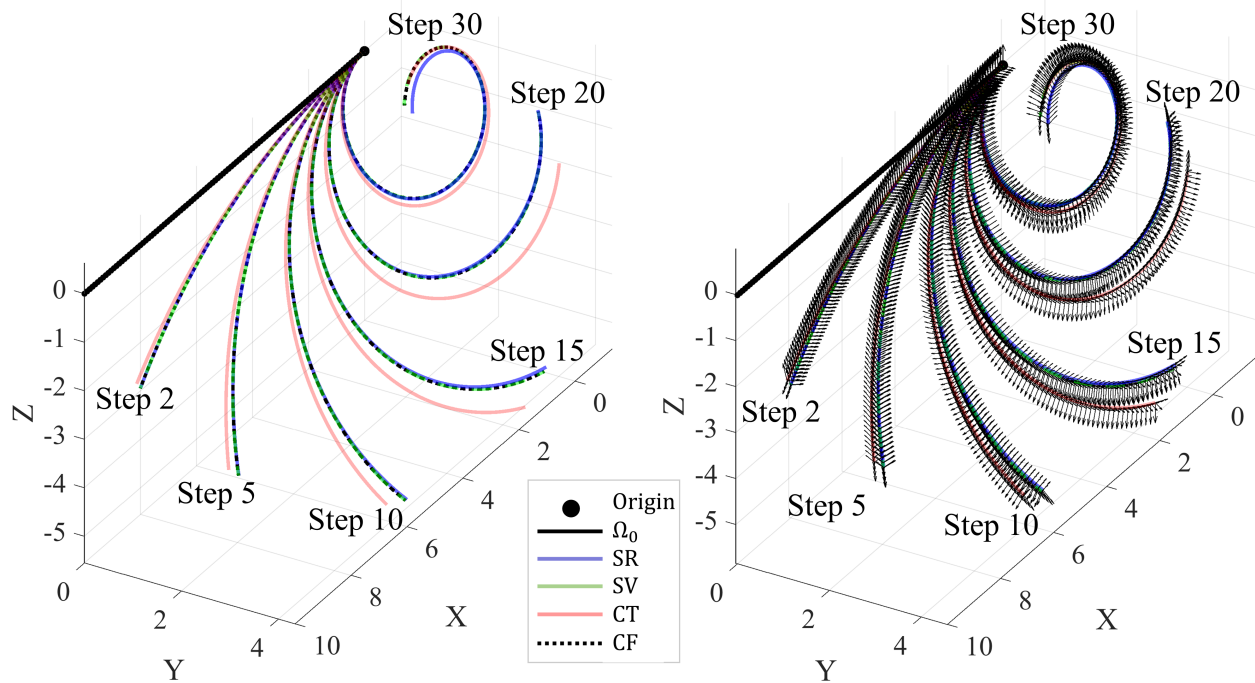 Step 30
Step 20
Step 15
Step 2
Step 5
Step 10
0
-1
-2
-3
-4
-5
Z
0
2
4
Y
0
2
4
6
8
10
X
Origin
Ω₀
SR
SV
CT
CF
Step 30
Step 20
Step 15
Step 2
Step 5
Step 10
0
-1
-2
-3
-4
-5
Z
0
2
4
Y
0
2
4
6
8
10
X